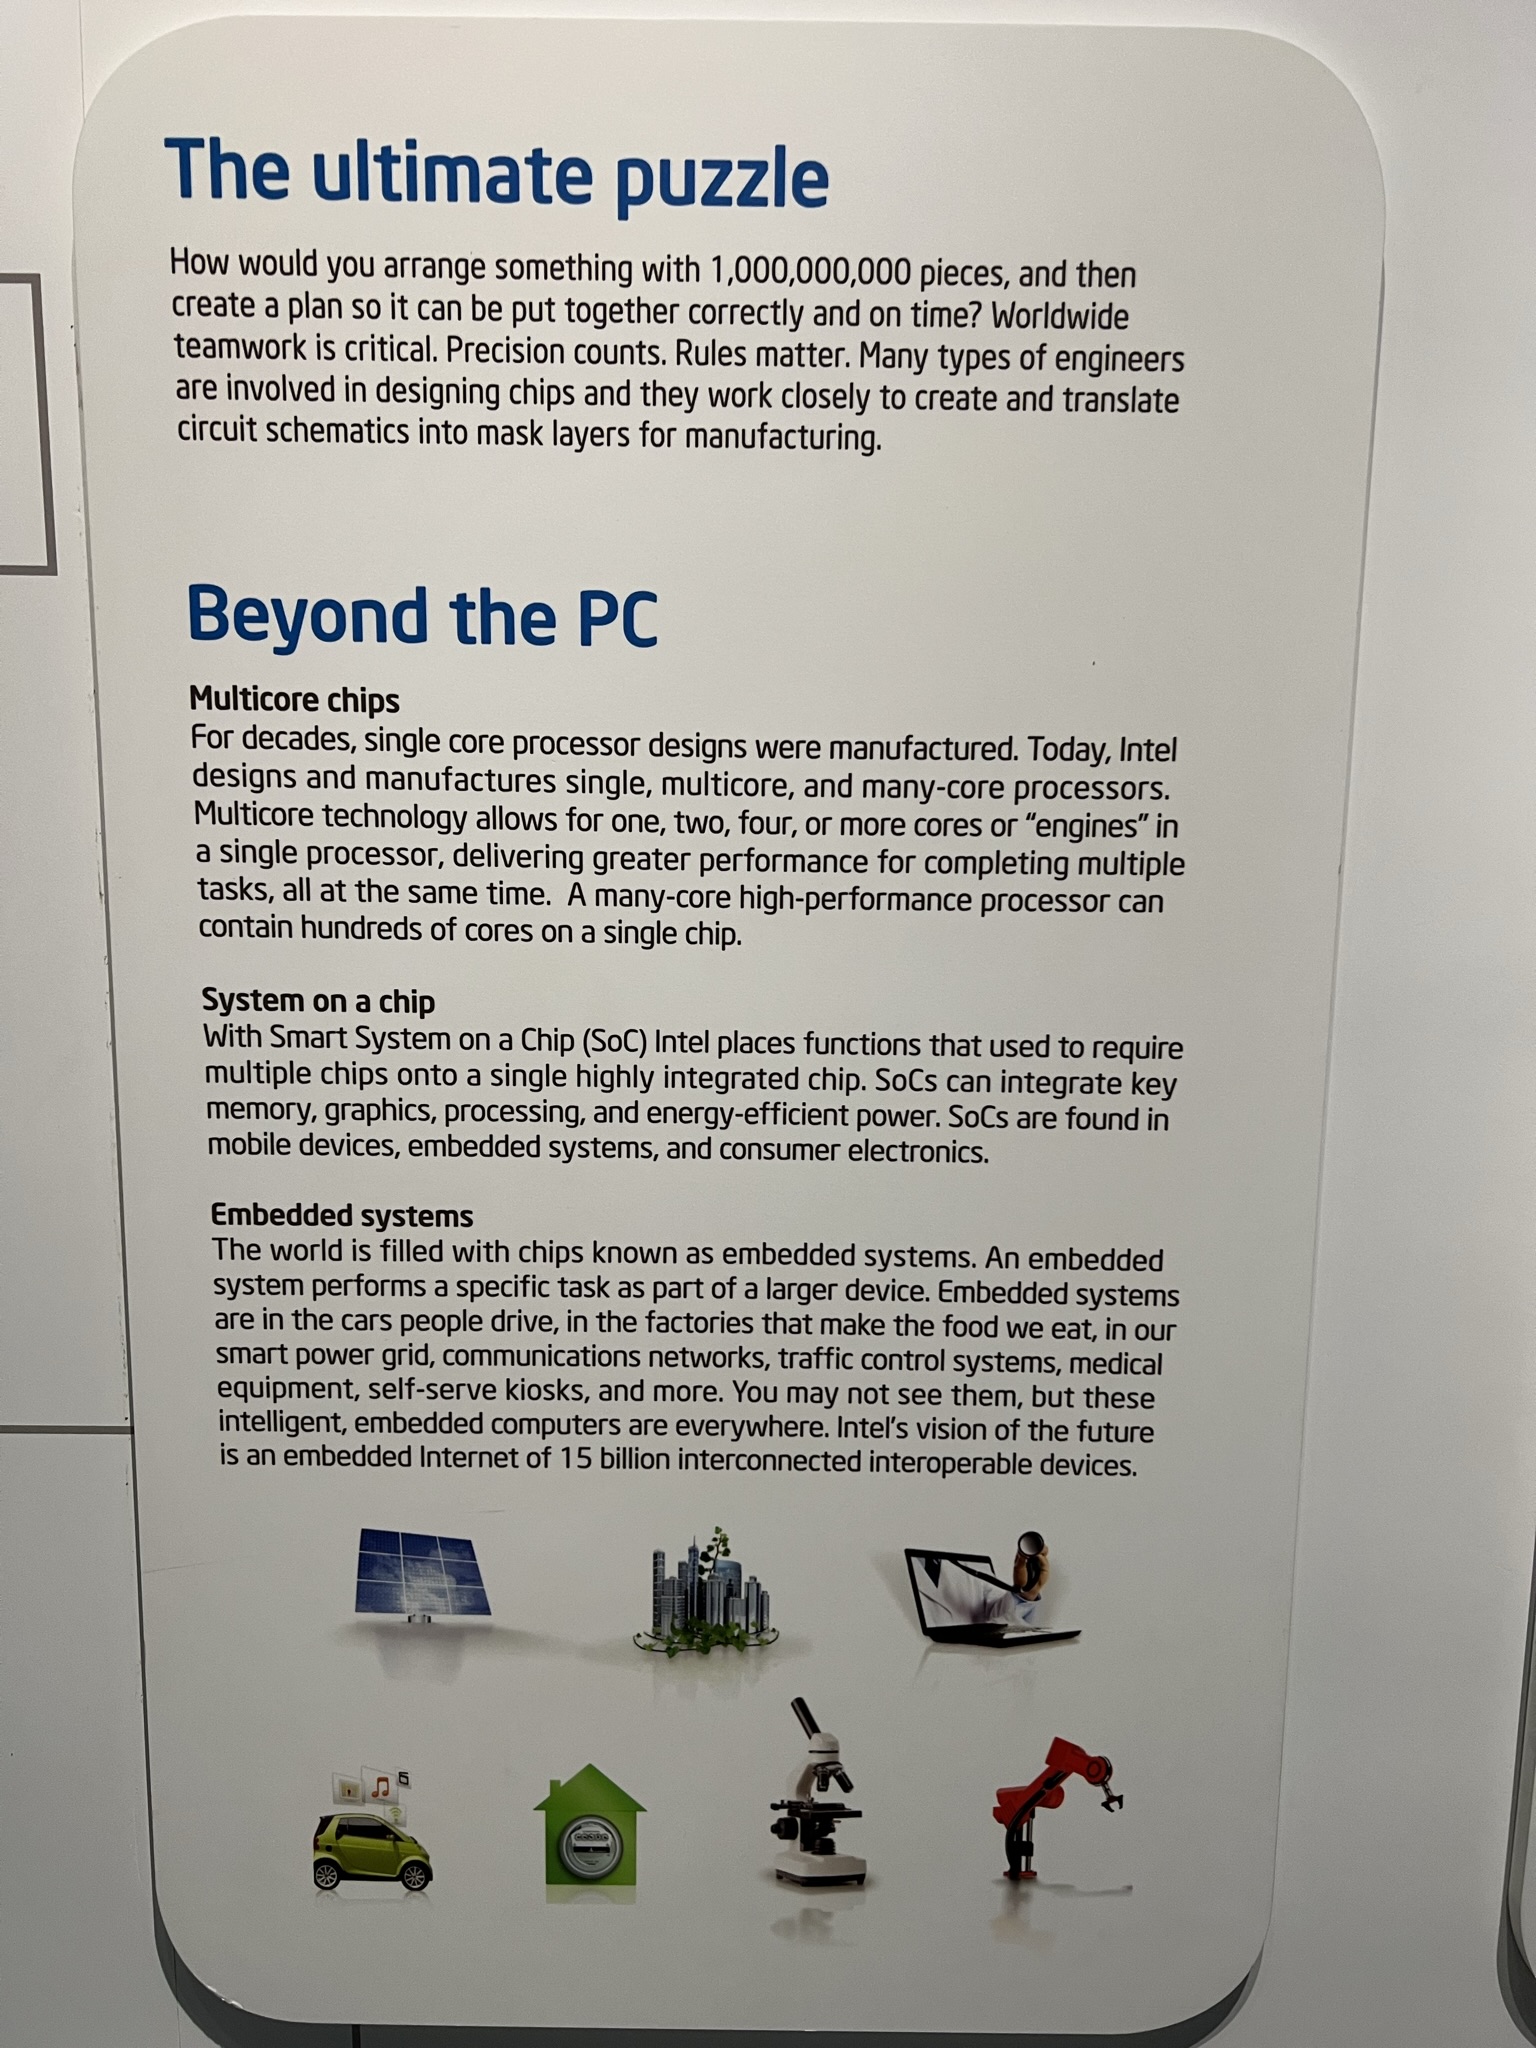 The ultimate puzzle
How would you arrange something with 1,000,000,000 pieces, and then
create a plan so it can be put together correctly and on time? Worldwide
teamwork is critical. Precision counts. Rules matter. Many types of engineers
are involved in designing chips and they work closely to create and translate
circuit schematics into mask layers for manufacturing.
Beyond the PC
Multicore chips
For decades, single core processor designs were manufactured. Today, Intel
designs and manufactures single, multicore, and many-core processors.
Multicore technology allows for one, two, four, or more cores or “engines” in
a single processor, delivering greater performance for completing multiple
tasks, all at the same time. A many-core high-performance processor can
contain hundreds of cores on a single chip.
System on a chip
With Smart System on a Chip (SoC) Intel places functions that used to require
multiple chips onto a single highly integrated chip. SoCs can integrate key
memory, graphics, processing, and energy-efficient power. SoCs are found in
mobile devices, embedded systems, and consumer electronics.
Embedded systems
The world is filled with chips known as embedded systems. An embedded
system performs a specific task as part of a larger device. Embedded systems
are in the cars people drive, in the factories that make the food we eat, in our
smart power grid, communications networks, traffic control systems, medical
equipment, self-serve kiosks, and more. You may not see them, but these
intelligent, embedded computers are everywhere. Intel’s vision of the future
is an embedded Internet of 15 billion interconnected interoperable devices.